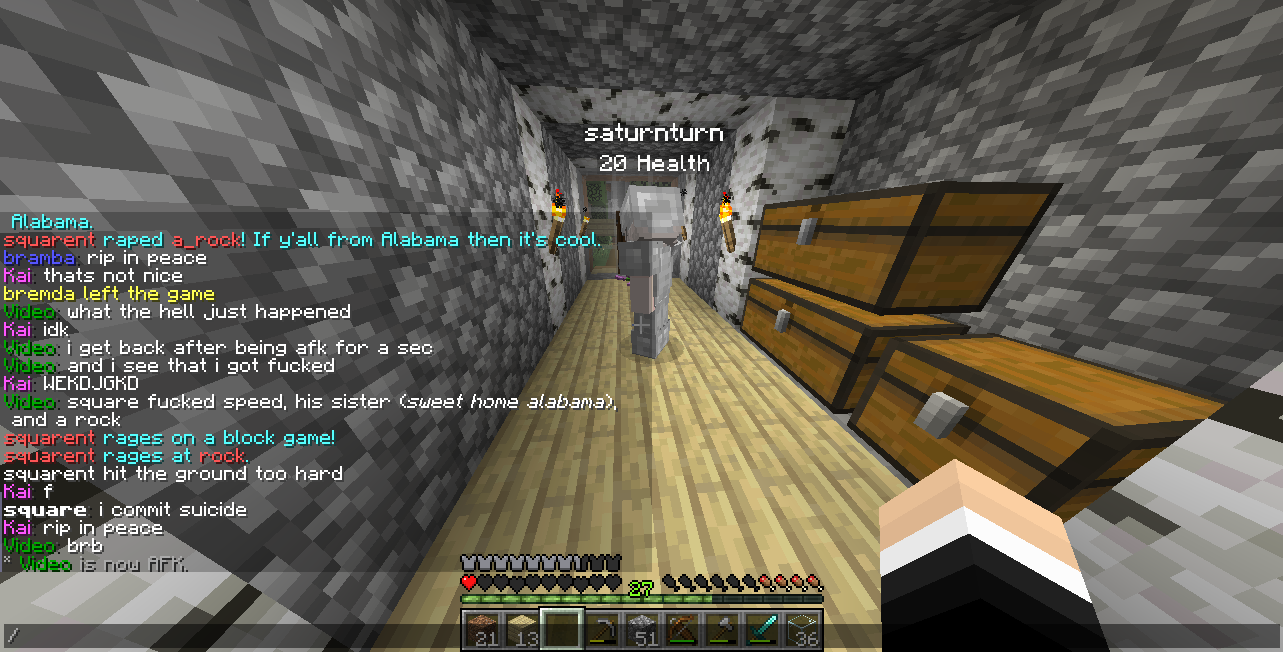 saturnturn
20 Health
Alabama.
squarent raped a_rock! If y'all from Alabama then it's cool.
bramba: rip in peace
Kai: thats not nice
bremda left the game
Video: what the hell just happened
Kai: idk
Video: i get back after being afk for a sec
Video: and i see that i got fucked
Kai: WEKDJGKD
Video: square fucked speed, his sister (sweet home alabama),
and a rock
squarent rages on a block game!
squarent rages at rock.
squarent hit the ground too hard
Kai: f
square: i commit suicide
Kai: rip in peace
Video: brb
* Video is now AFK.
27
21 13 51 36
/